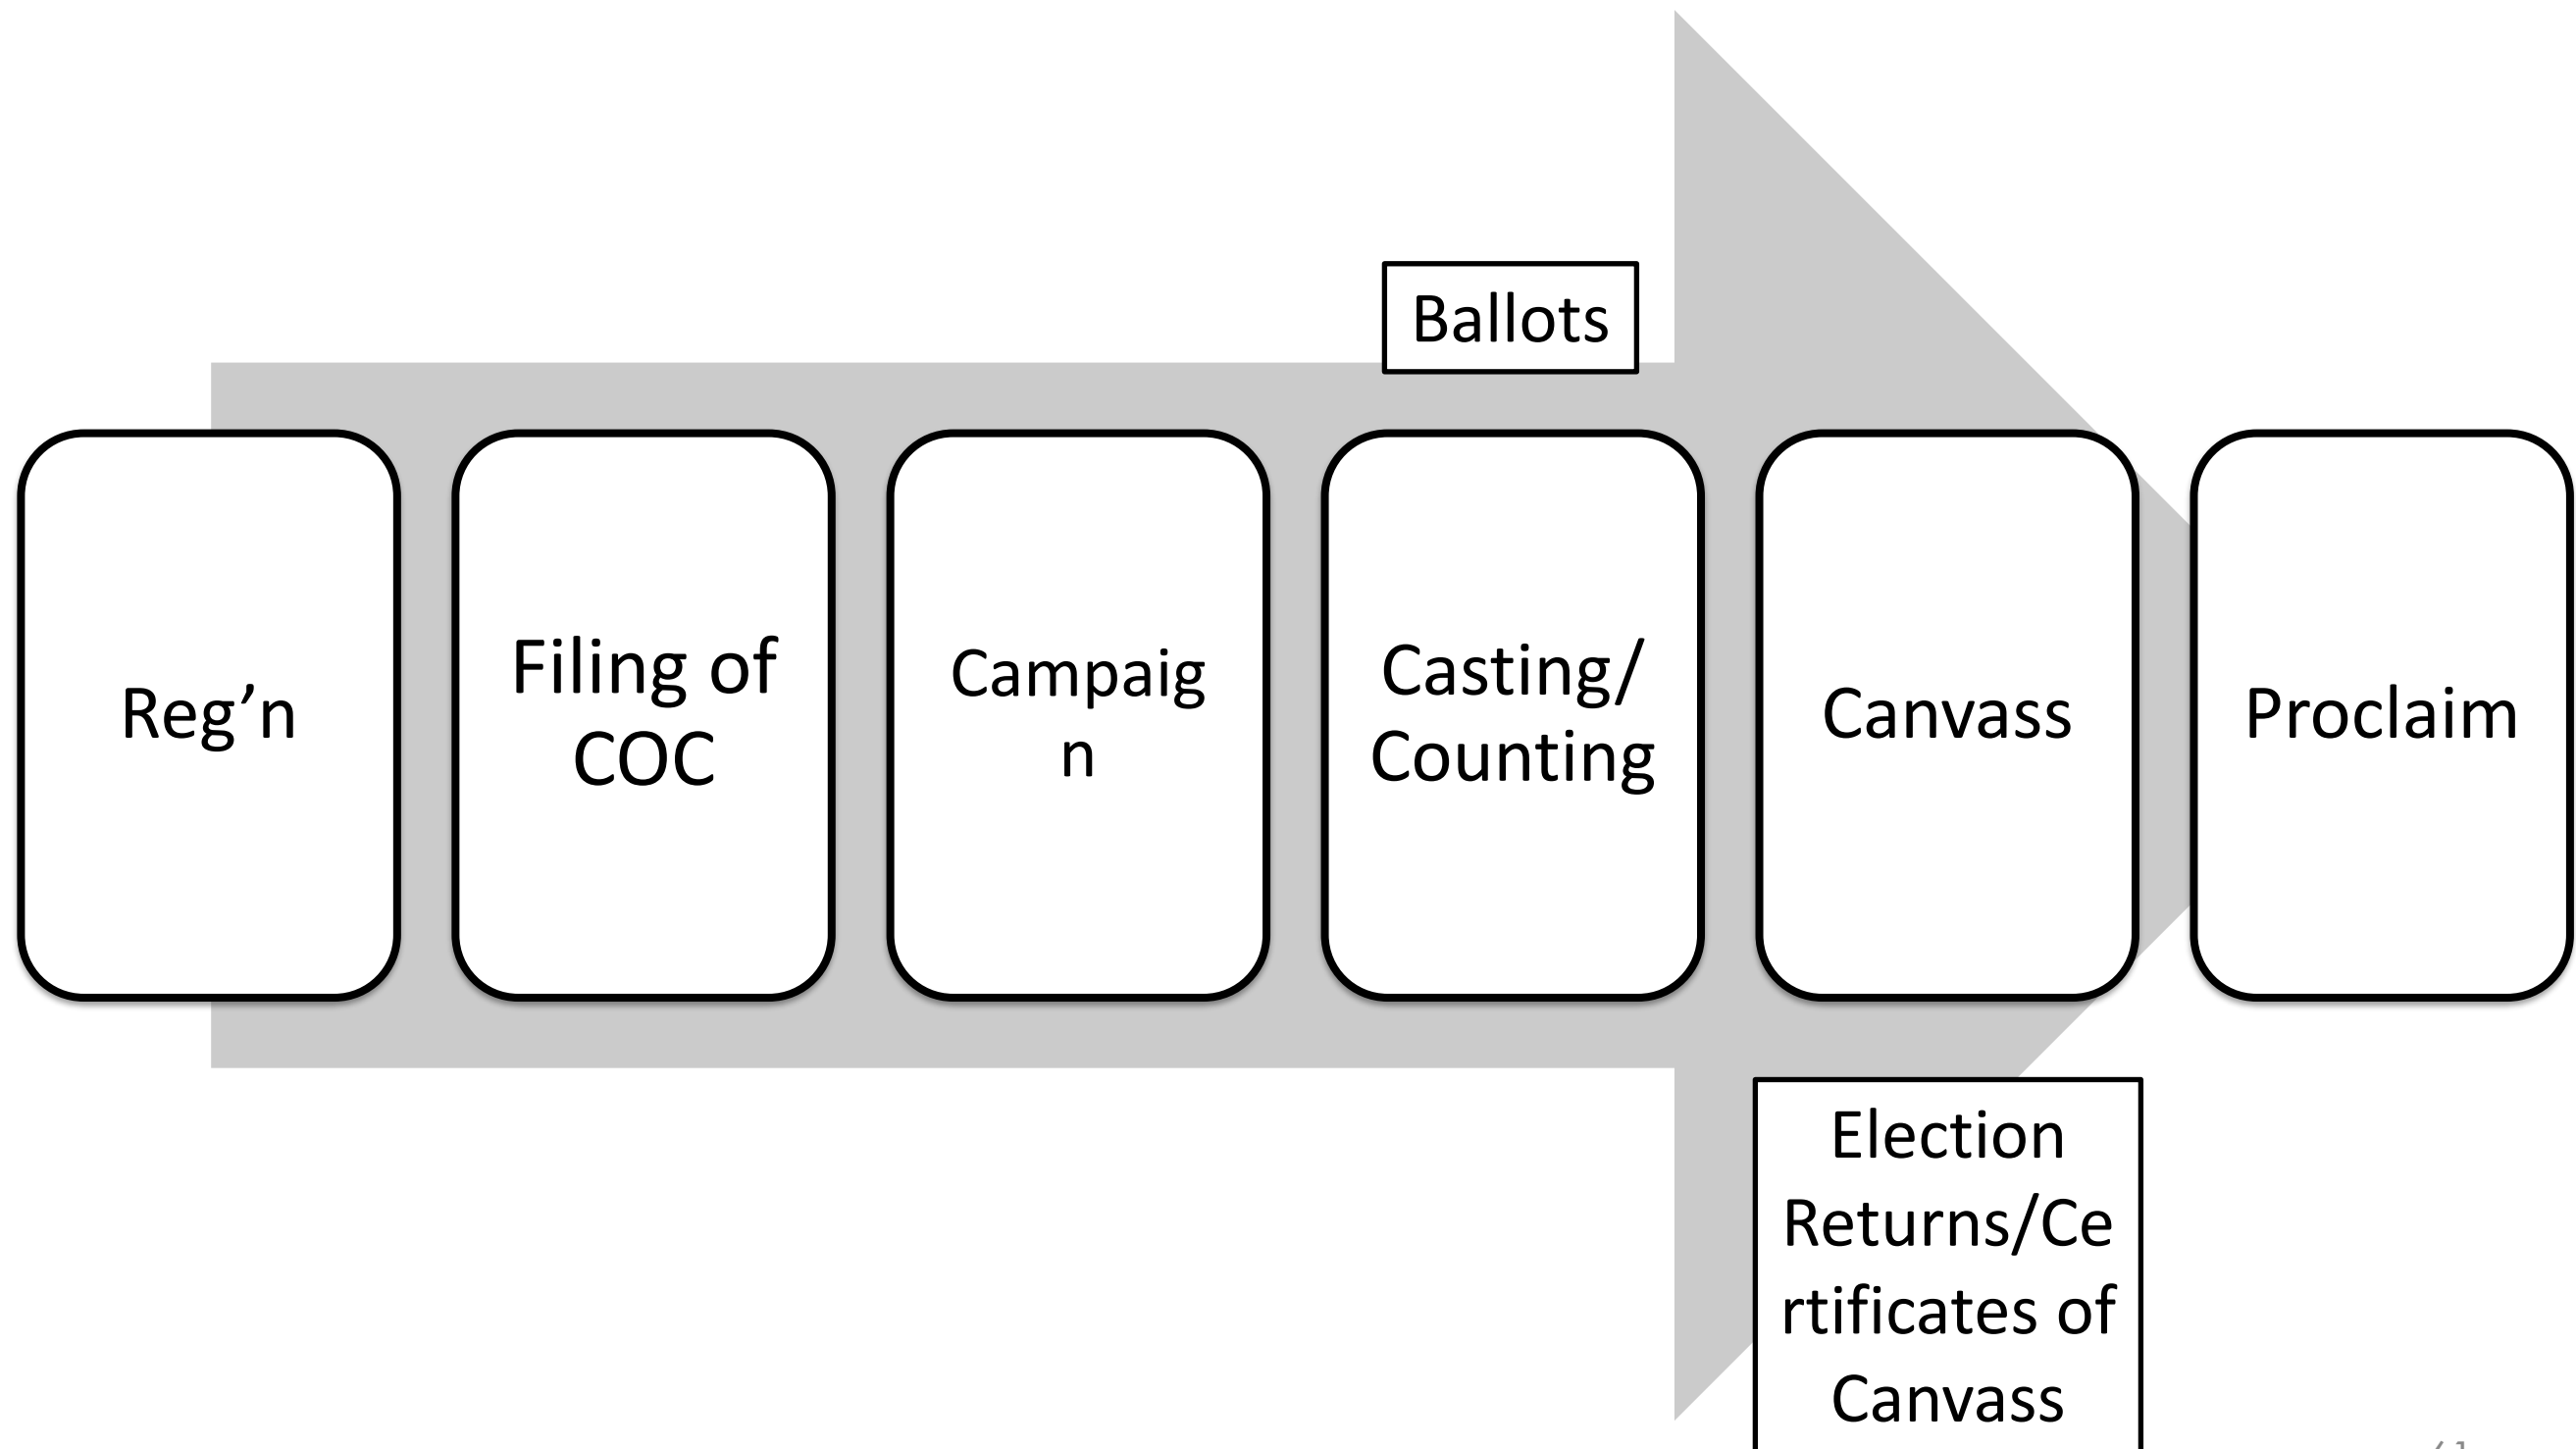 Ballots
Reg’n
Filing of
COC
Campaig
n
Casting/
Counting
Canvass
Proclaim
Election
Returns/Ce
rtificates of
Canvass